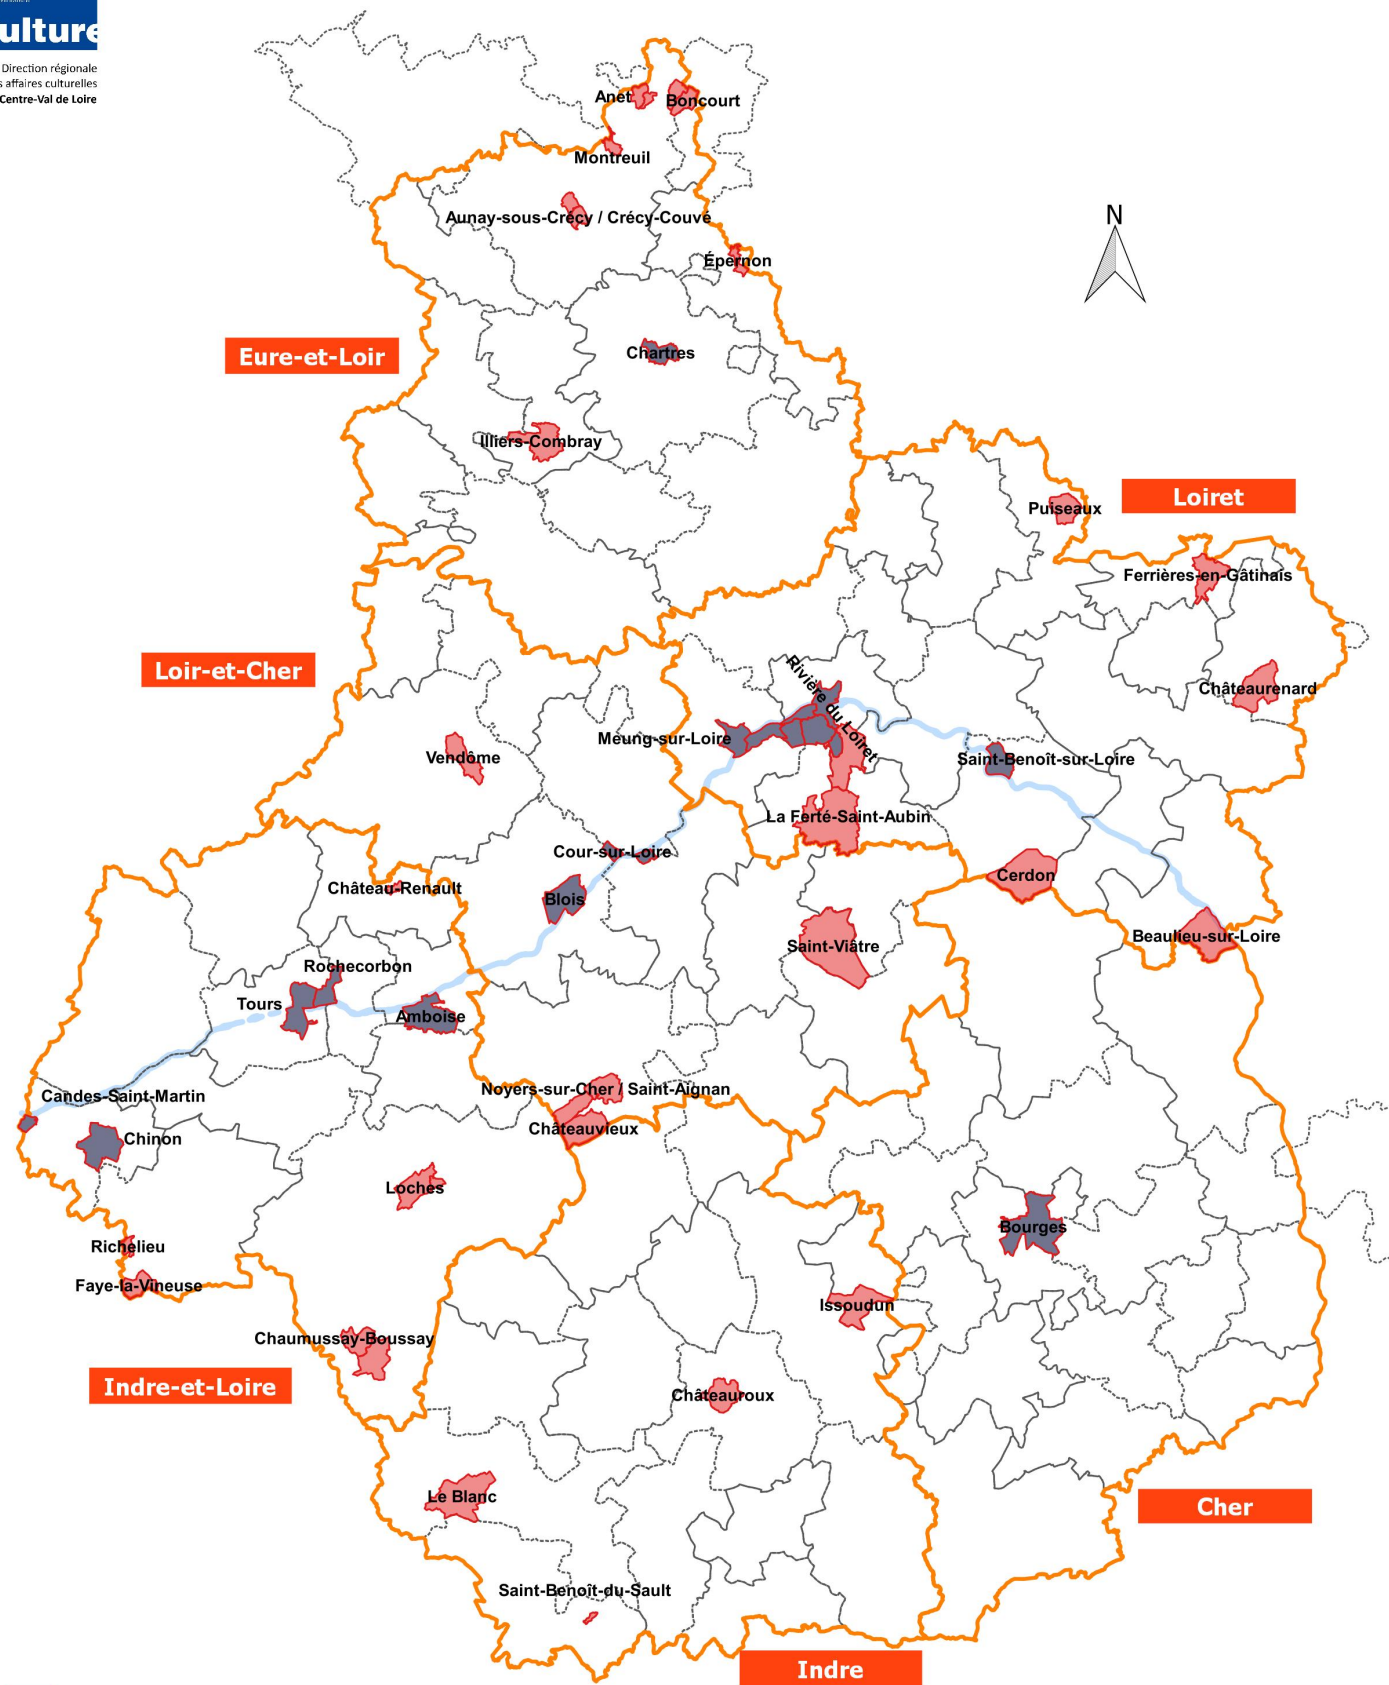 ulture
Direction régionale
s affaires culturelles
Centre-Val de Loire
Anet
Boncourt
Montreuil
N
Aunay-sous-Crécy / Crécy-Couvé
Épernon
Eure-et-Loir
Chartres
Illiers-Combray
Loiret
Puiseaux
Ferrières-en-Gâtinais
Loir-et-Cher
Châteaurenard
Rivière du Loiret
Meung-sur-Loire
Vendôme
Saint-Benoît-sur-Loire
La Ferté-Saint-Aubin
Cour-sur-Loire
Cerdon
Château-Renault
Blois
Beaulieu-sur-Loire
Saint-Viâtre
Rochecorbon
Tours
Amboise
Noyers-sur-Cher / Saint-Aignan
Candes-Saint-Martin
Châteauvieux
Chinon
Loches
Bourges
Richelieu
Faye-la-Vineuse
Issoudun
Chaumussay-Boussay
Indre-et-Loire
Châteauroux
Le Blanc
Cher
Saint-Benoît-du-Sault
Indre